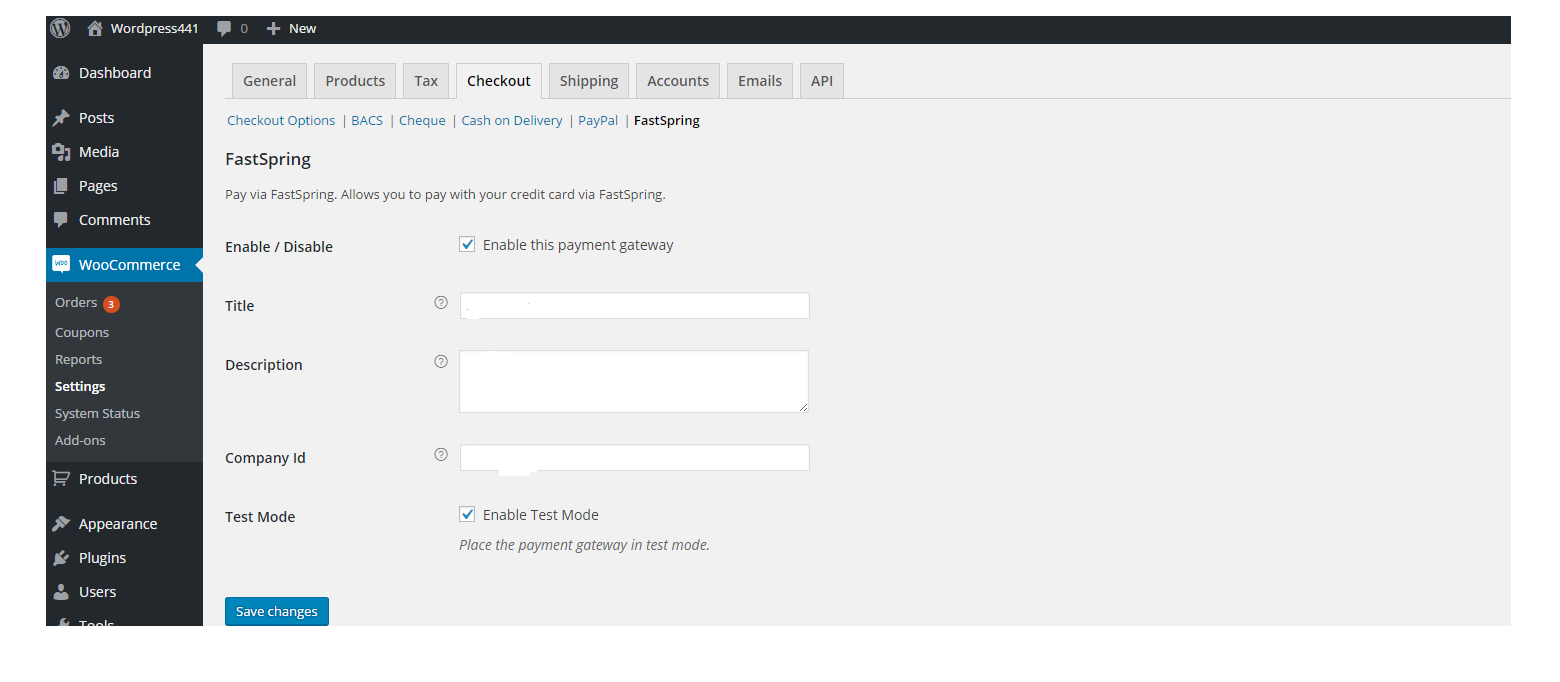 Wordpress441 0 New
Dashboard
Posts
Media
Pages
Comments
WOO WooCommerce
Orders 3
Coupons
Reports
Settings
System Status
Add-ons
Products
Appearance
Plugins
Users
Tools
General Products Tax Checkout Shipping Accounts Emails API
Checkout Options | BACS | Cheque | Cash on Delivery | PayPal | FastSpring
FastSpring
Pay via FastSpring. Allows you to pay with your credit card via FastSpring.
Enable / Disable Enable this payment gateway
Title ?
Description ?
Company Id ?
Test Mode Enable Test Mode
Place the payment gateway in test mode.
Save changes